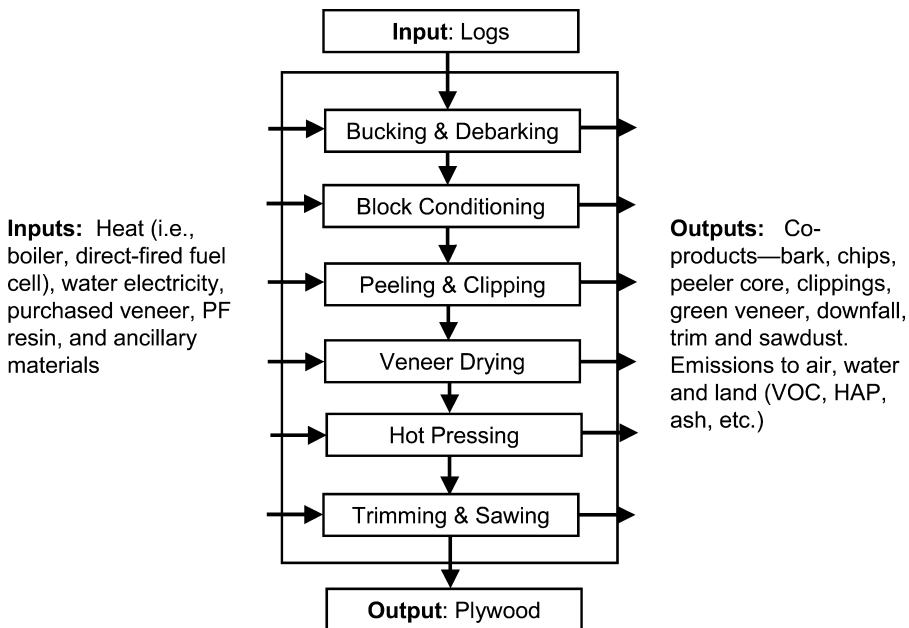 Input: Logs
Bucking & Debarking
Block Conditioning
Peeling & Clipping
Veneer Drying
Hot Pressing
Trimming & Sawing
Output: Plywood
Inputs: Heat (i.e.,
boiler, direct-fired fuel
cell), water electricity,
purchased veneer, PF
resin, and ancillary
materials
Outputs: Co-
products—bark, chips,
peeler core, clippings,
green veneer, downfall,
trim and sawdust.
Emissions to air, water
and land (VOC, HAP,
ash, etc.)